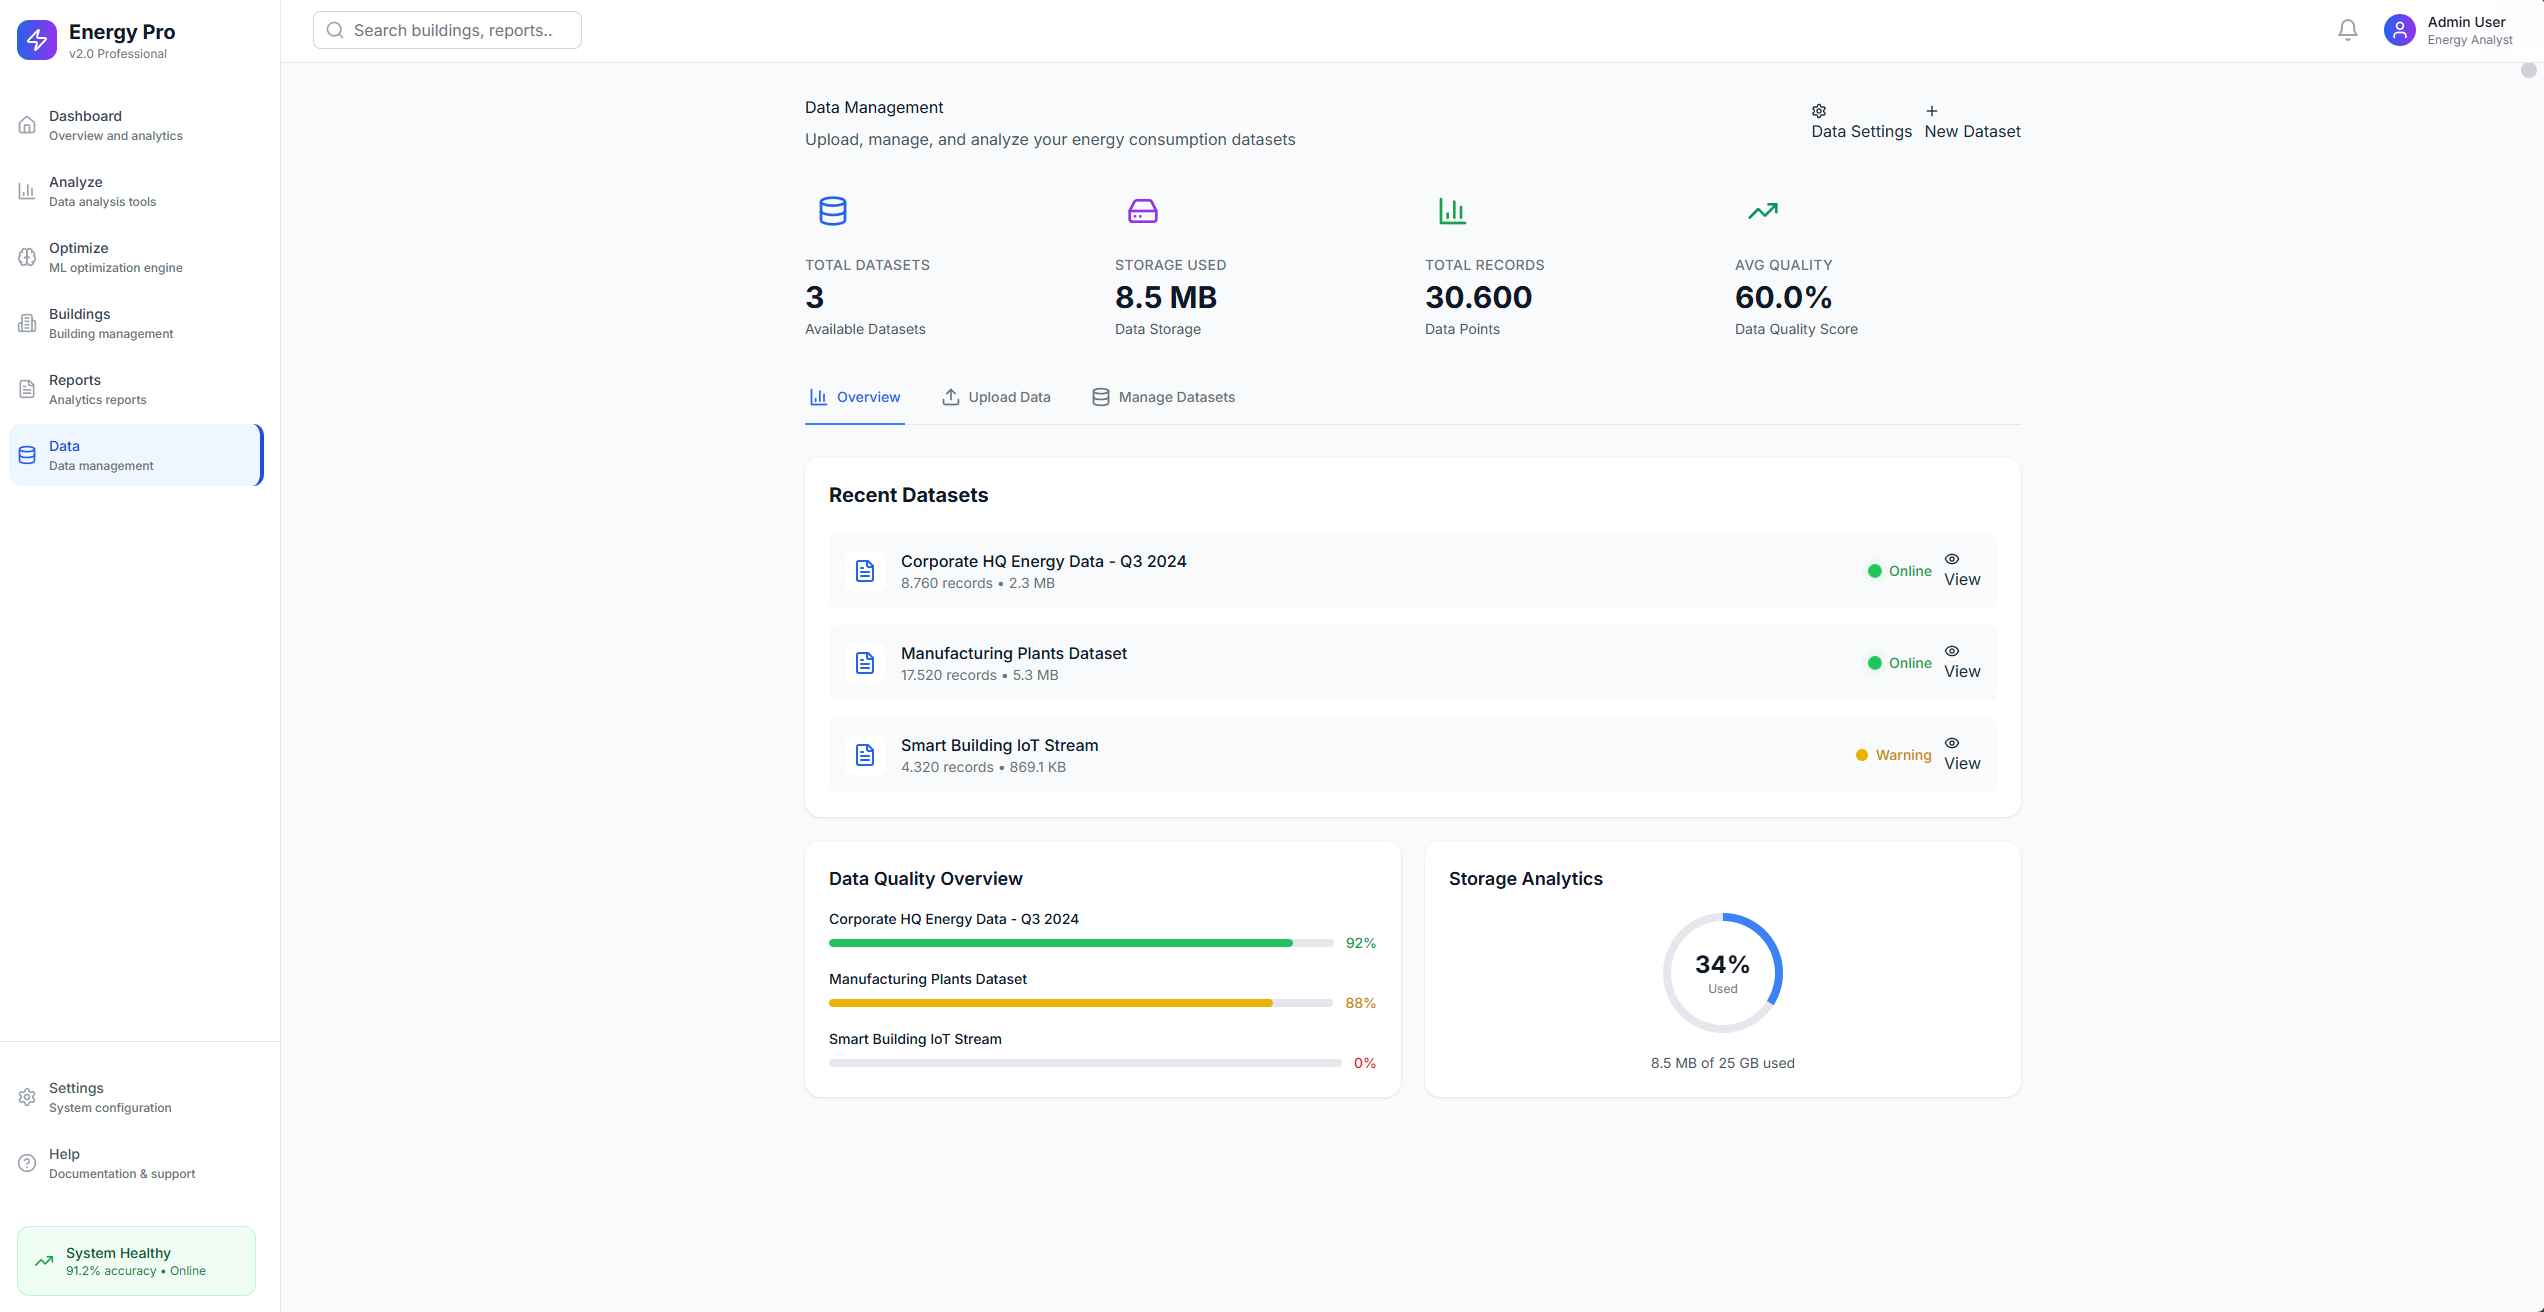 Energy Pro
v2.0 Professional
Search buildings, reports..
Admin User
Energy Analyst
Dashboard
Overview and analytics
Analyze
Data analysis tools
Optimize
ML optimization engine
Buildings
Building management
Reports
Analytics reports
Data
Data management
Settings
System configuration
Help
Documentation & support
System Healthy
91.2% accuracy • Online
Data Management
Upload, manage, and analyze your energy consumption datasets
Data Settings
New Dataset
TOTAL DATASETS
3
Available Datasets
STORAGE USED
8.5 MB
Data Storage
TOTAL RECORDS
30.600
Data Points
AVG QUALITY
60.0%
Data Quality Score
Overview
Upload Data
Manage Datasets
Recent Datasets
Corporate HQ Energy Data - Q3 2024
8.760 records • 2.3 MB
Online
View
Manufacturing Plants Dataset
17.520 records • 5.3 MB
Online
View
Smart Building IoT Stream
4.320 records • 869.1 KB
Warning
View
Data Quality Overview
Corporate HQ Energy Data - Q3 2024
92%
Manufacturing Plants Dataset
88%
Smart Building IoT Stream
0%
Storage Analytics
34%
Used
8.5 MB of 25 GB used